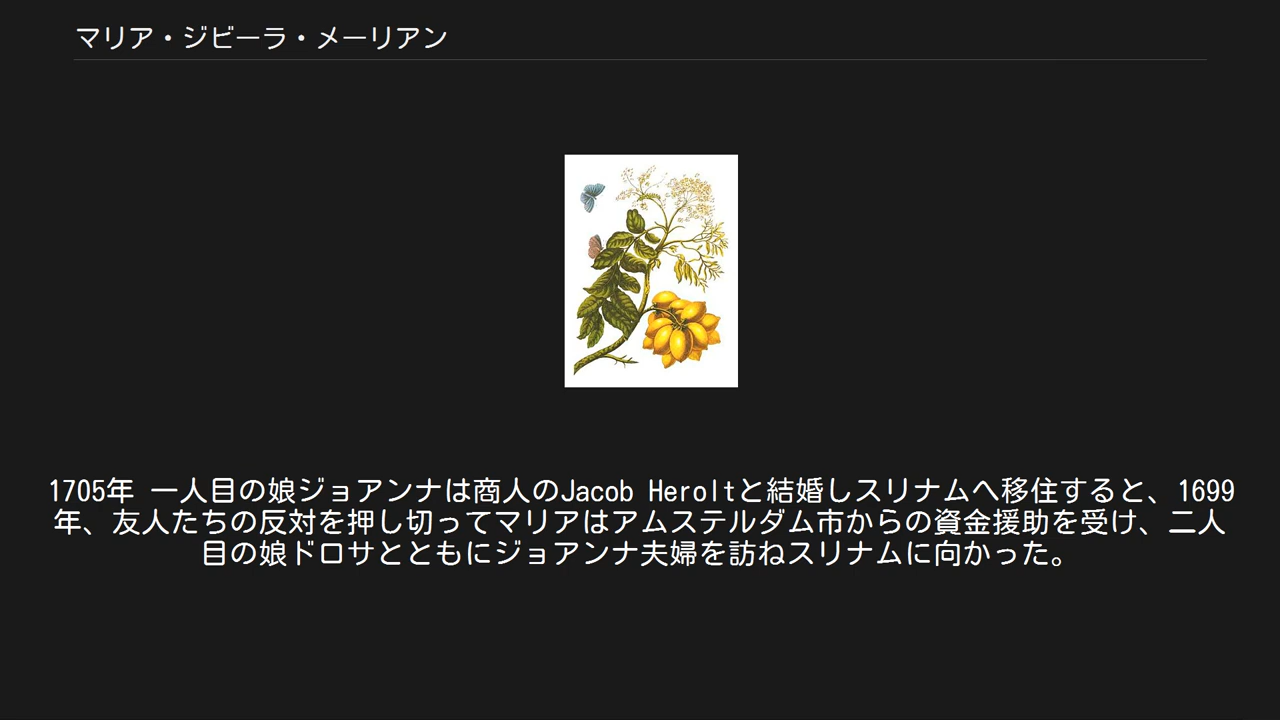 マリア・ジビーラ・メーリアン
1705年 一人目の娘ジョアンナは商人のJacob Heroltと結婚しスリナムへ移住すると、1699
年、友人たちの反対を押し切ってマリアはアムステルダム市からの資金援助を受け、二人
目の娘ドロサとともにジョアンナ夫婦を訪ねスリナムに向かった。